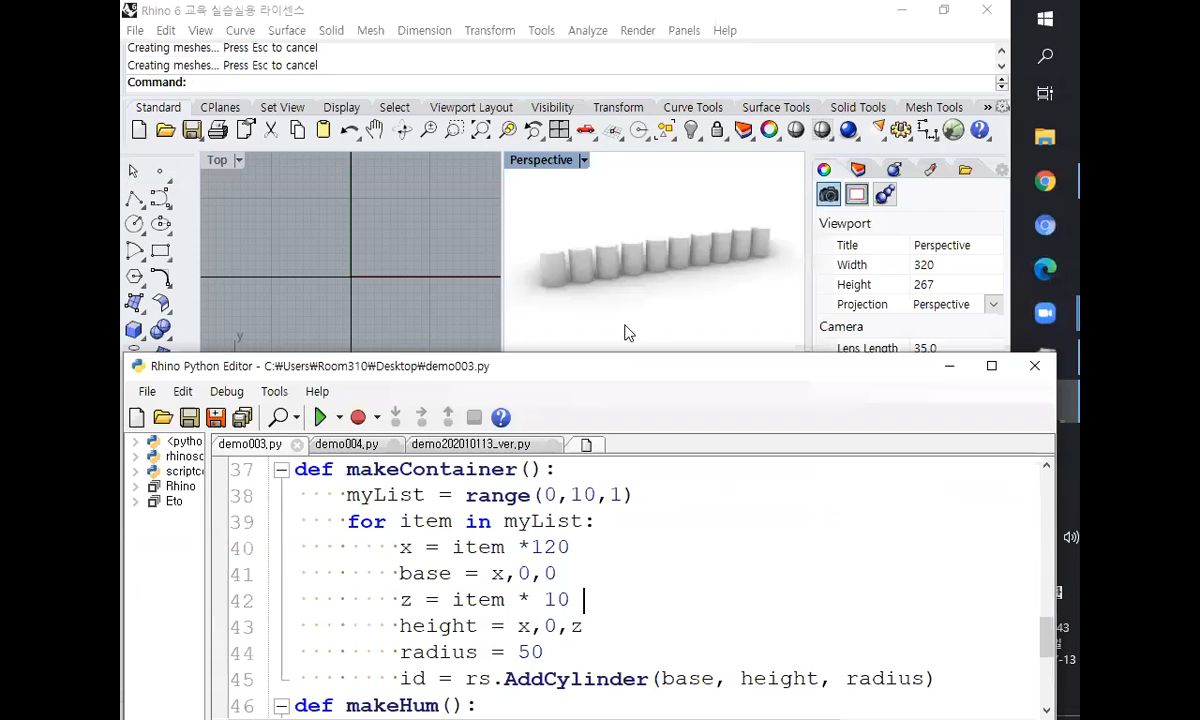 Rhino 6 교육 실습실용 라이센스
File Edit View Curve Surface Solid Mesh Dimension Transform Tools Analyze Render Panels Help
Creating meshes... Press Esc to cancel
Creating meshes... Press Esc to cancel
Command:
Standard CPlanes Set View Display Select Viewport Layout Visibility Transform Curve Tools Surface Tools Solid Tools Mesh Tools »
Top
Perspective
Viewport
Title Perspective
Width 320
Height 267
Projection Perspective
Camera
Lens Length 35.0
y
Rhino Python Editor - C:₩Users₩Room310₩Desktop₩demo003.py
File Edit Debug Tools Help
demo003.py demo004.py demo202010113_ver.py
<pytho
rhinosc
scriptc
Rhino
Eto
37 def makeContainer():
38 myList = range(0,10,1)
39 for item in myList:
40 x = item *120
41 base = x,0,0
42 z = item * 10
43 height = x,0,z
44 radius = 50
45 id = rs.AddCylinder(base, height, radius)
46 def makeHum():
43
-13